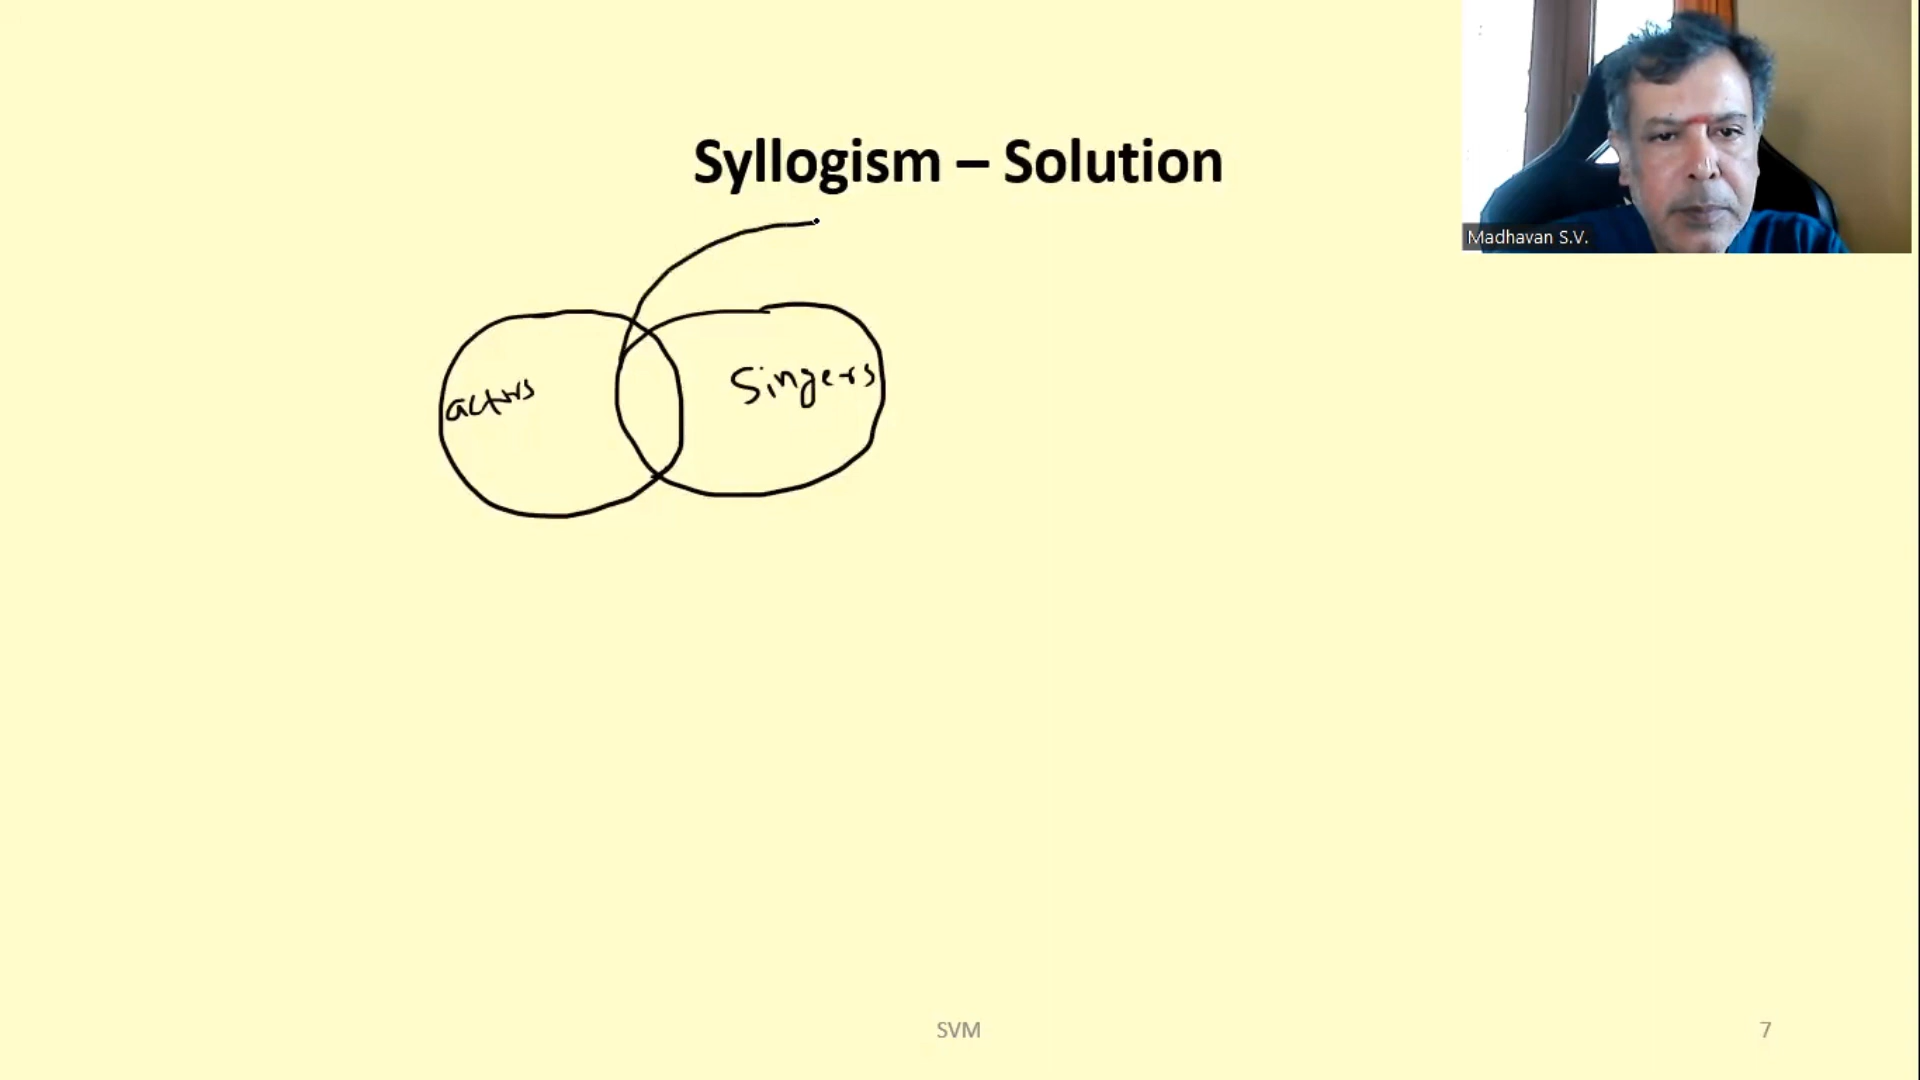 Syllogism – Solution
Madhavan S.V.
actors
Singers
SVM
7